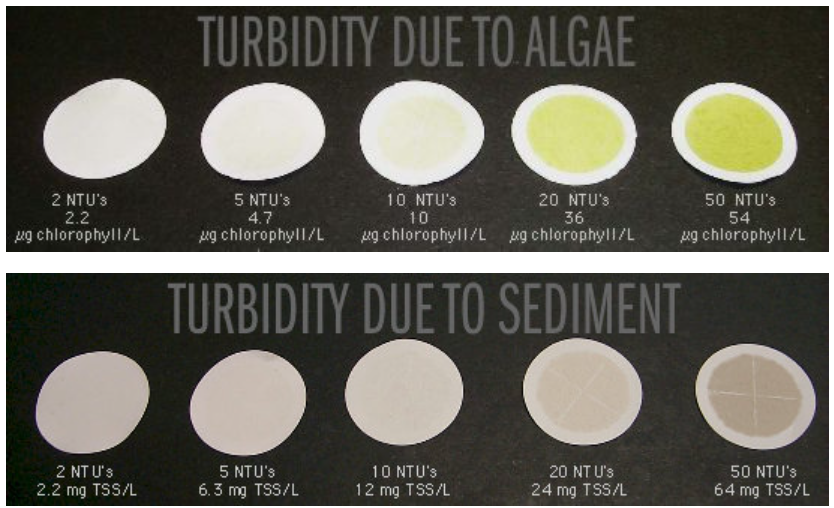 TURBIDITY DUE TO ALGAE
2 NTU's 5 NTU's 10 NTU's 20 NTU's 50 NTU's
2.2 4.7 10 36 54
µg chlorophyll/L µg chlorophyll/L µg chlorophyll/L µg chlorophyll/L µg chlorophyll/L
TURBIDITY DUE TO SEDIMENT
2 NTU's 5 NTU's 10 NTU's 20 NTU's 50 NTU's
2.2 mg TSS/L 6.3 mg TSS/L 12 mg TSS/L 24 mg TSS/L 64 mg TSS/L